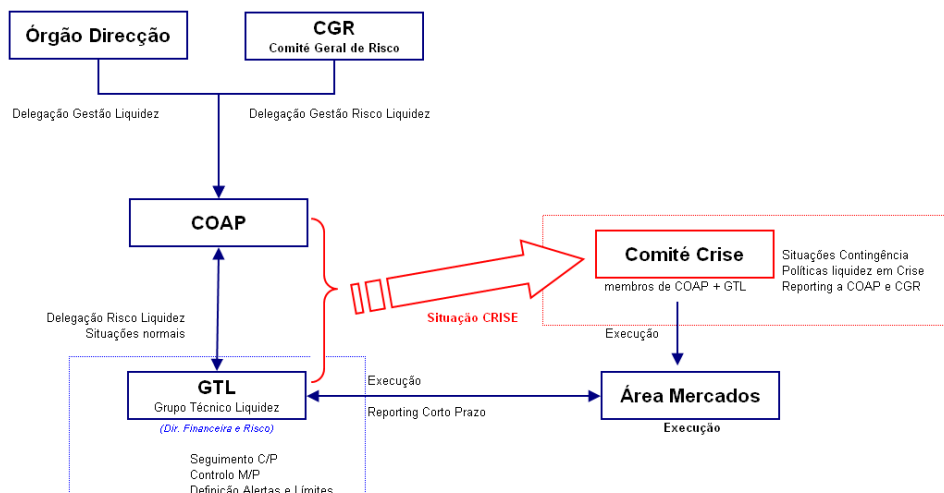 Órgão Direcção
CGR
Comité Geral de Risco
Delegação Gestão Liquidez
Delegação Gestão Risco Liquidez
COAP
Comité Crise
membros de COAP + GTL
Situações Contingência
Políticas liquidez em Crise
Reporting a COAP e CGR
Situação CRISE
Delegação Risco Liquidez
Situações normais
Execução
GTL
Grupo Técnico Liquidez
(Dir. Financeira e Risco)
Execução
Reporting Corto Prazo
Área Mercados
Execução
Seguimento C/P
Controlo M/P
Definição Alertas e Límites